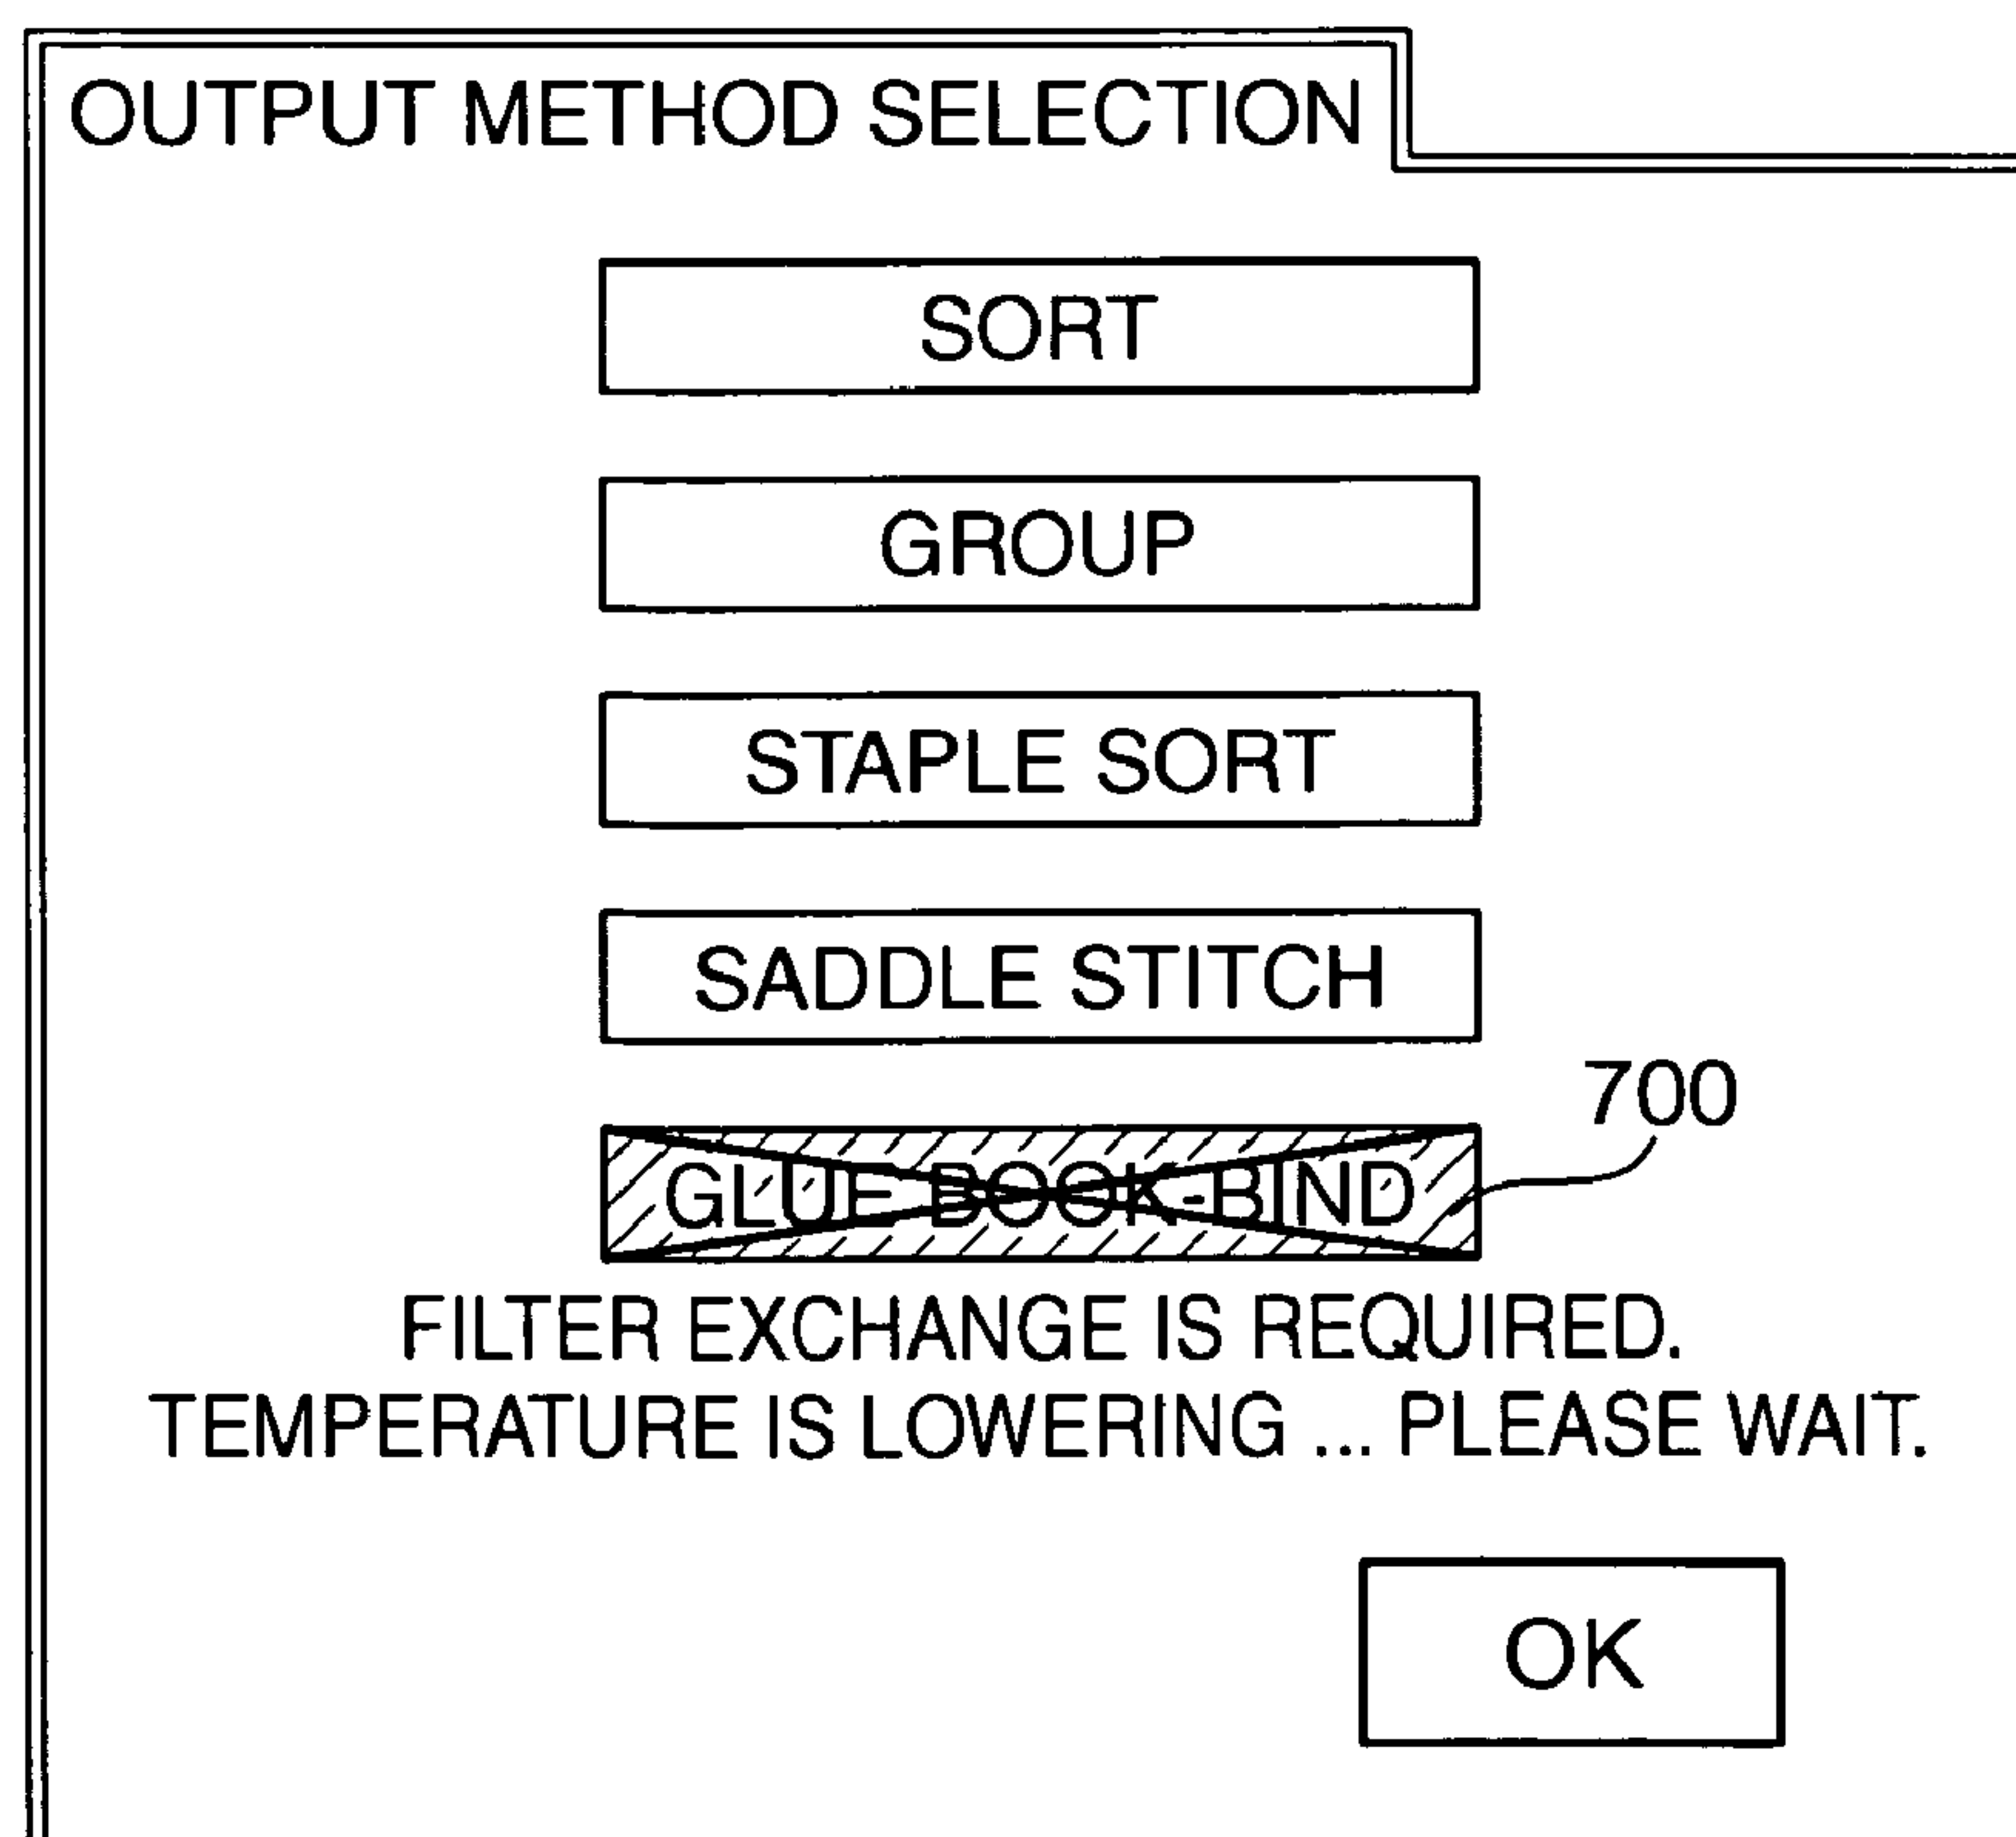 OUTPUT METHOD SELECTION
SORT
GROUP
STAPLE SORT
SADDLE STITCH
700
GLUE BOOK-BIND
FILTER EXCHANGE IS REQUIRED.
TEMPERATURE IS LOWERING ... PLEASE WAIT.
OK